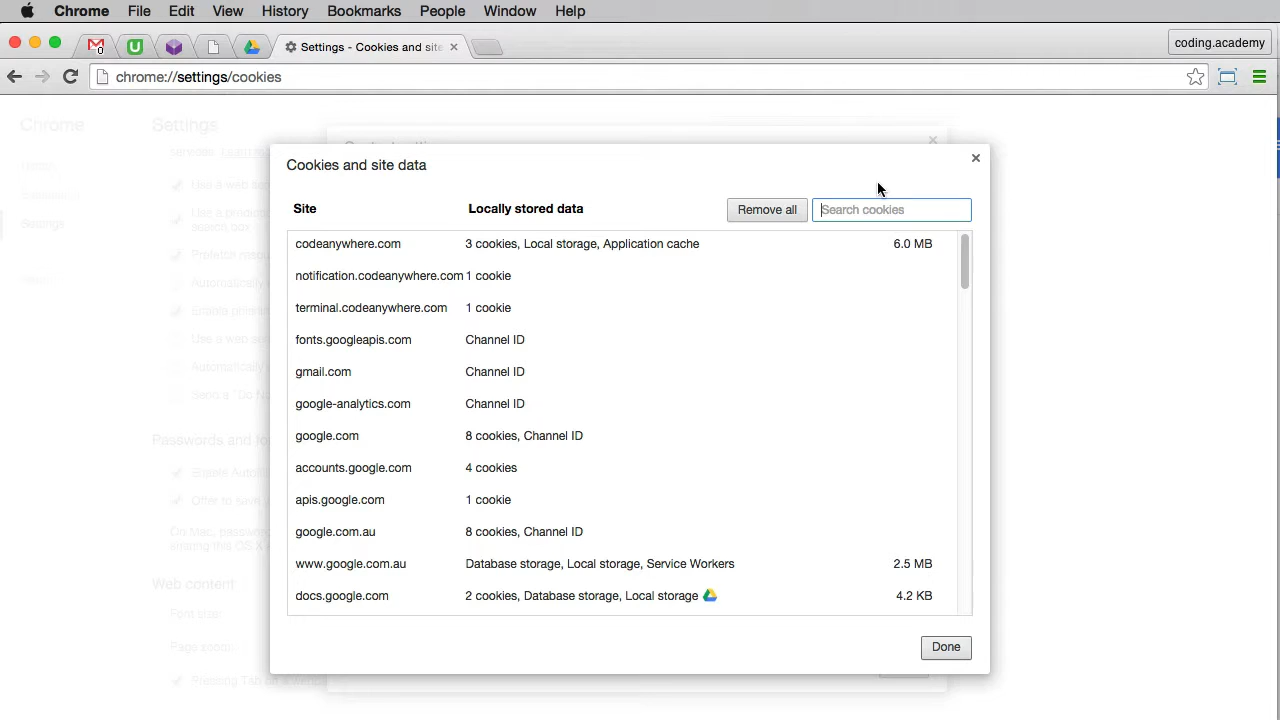 Chrome File Edit View History Bookmarks People Window Help
Settings - Cookies and site
coding.academy
chrome://settings/cookies
Chrome
Settings
Cookies and site data
Site Locally stored data Remove all Search cookies
codeanywhere.com 3 cookies, Local storage, Application cache 6.0 MB
notification.codeanywhere.com 1 cookie
terminal.codeanywhere.com 1 cookie
fonts.googleapis.com Channel ID
gmail.com Channel ID
google-analytics.com Channel ID
google.com 8 cookies, Channel ID
accounts.google.com 4 cookies
apis.google.com 1 cookie
google.com.au 8 cookies, Channel ID
www.google.com.au Database storage, Local storage, Service Workers 2.5 MB
docs.google.com 2 cookies, Database storage, Local storage 4.2 KB
Web content
Done